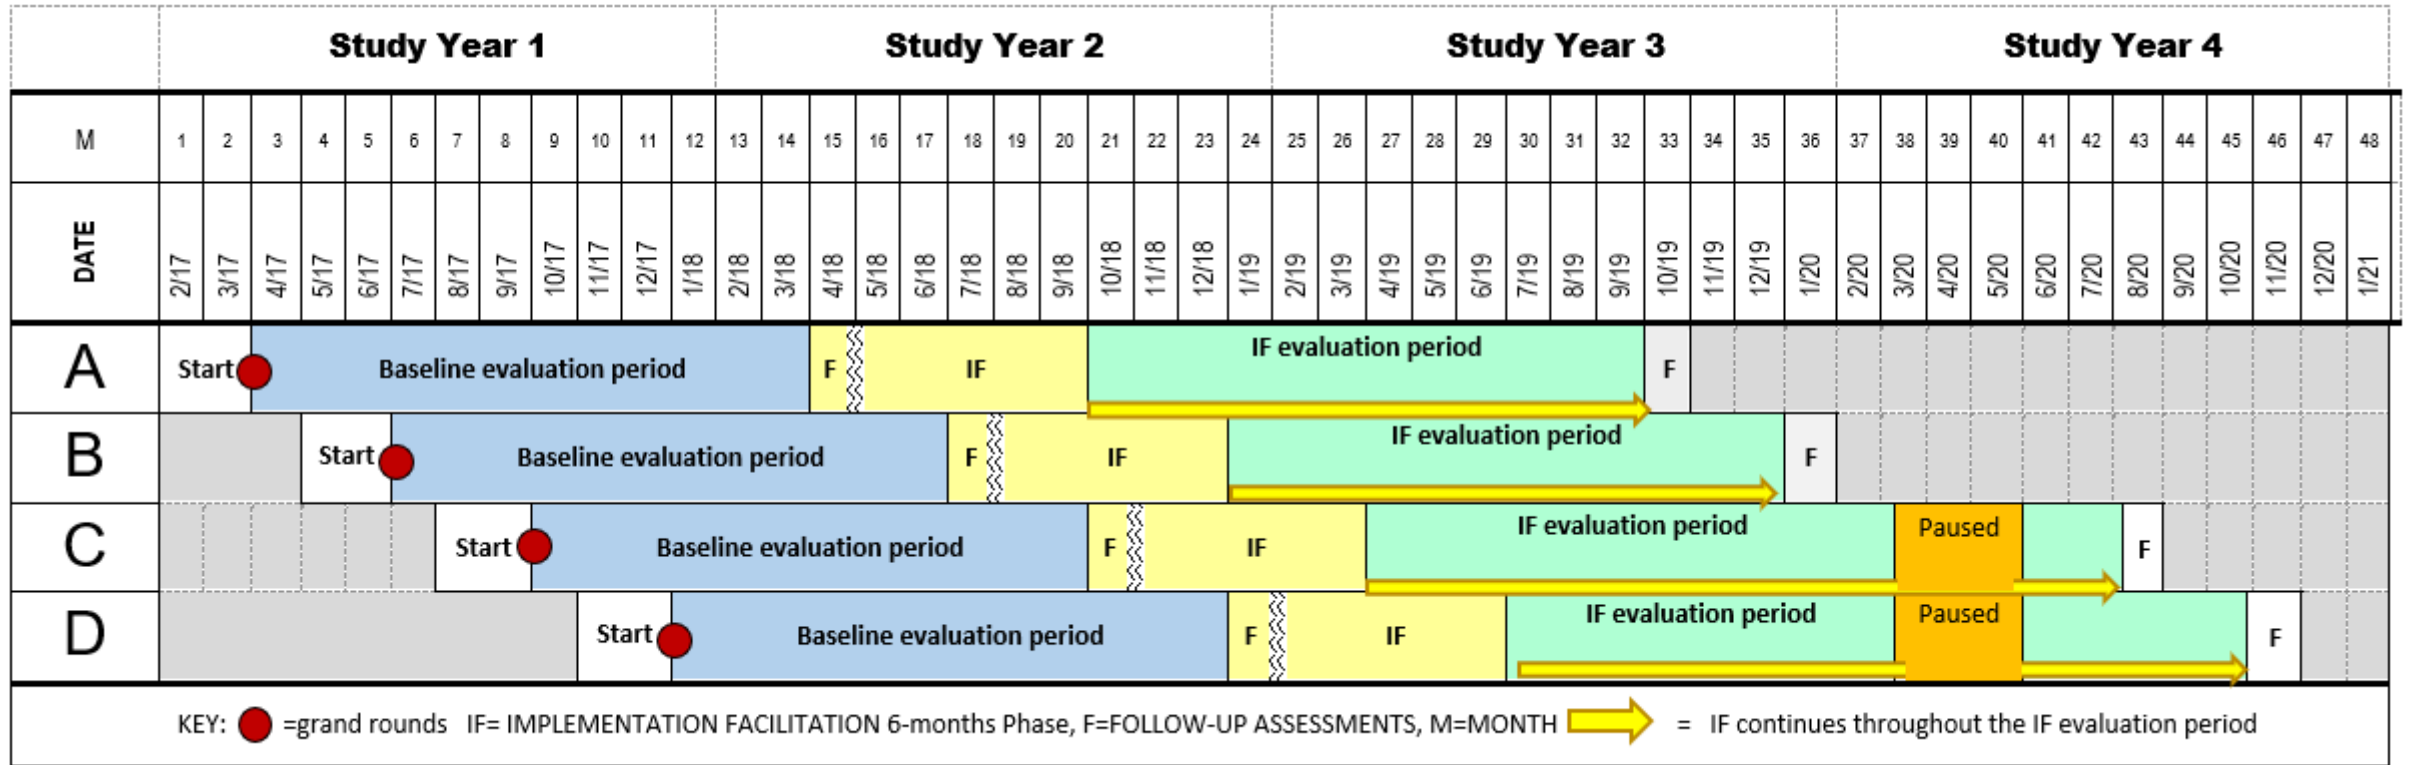 Study Year 1 Study Year 2 Study Year 3 Study Year 4
M 1 2 3 4 5 6 7 8 9 10 11 12 13 14 15 16 17 18 19 20 21 22 23 24 25 26 27 28 29 30 31 32 33 34 35 36 37 38 39 40 41 42 43 44 45 46 47 48
DATE 2/17 3/17 4/17 5/17 6/17 7/17 8/17 9/17 10/17 11/17 12/17 1/18 2/18 3/18 4/18 5/18 6/18 7/18 8/18 9/18 10/18 11/18 12/18 1/19 2/19 3/19 4/19 5/19 6/19 7/19 8/19 9/19 10/19 11/19 12/19 1/20 2/20 3/20 4/20 5/20 6/20 7/20 8/20 9/20 10/20 11/20 12/20 1/21
A Start Baseline evaluation period F IF IF evaluation period F
B Start Baseline evaluation period F IF IF evaluation period F
C Start Baseline evaluation period F IF IF evaluation period Paused F
D Start Baseline evaluation period F IF IF evaluation period Paused F
KEY: =grand rounds IF= IMPLEMENTATION FACILITATION 6-months Phase, F=FOLLOW-UP ASSESSMENTS, M=MONTH = IF continues throughout the IF evaluation period